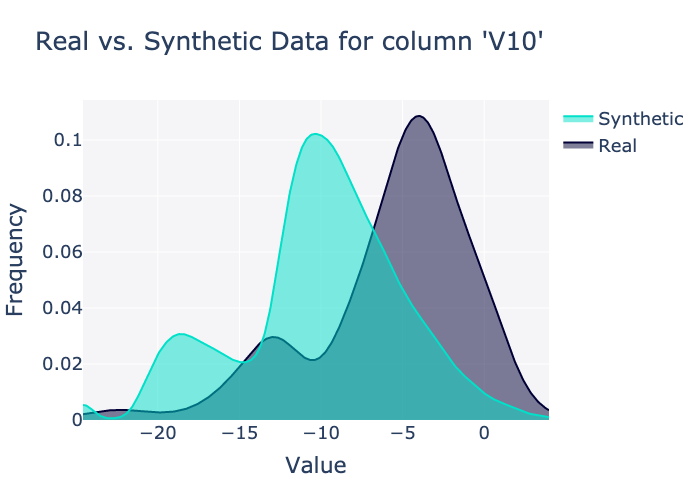 Real vs. Synthetic Data for column 'V10'
Synthetic
Real
Frequency
0.1
0.08
0.06
0.04
0.02
0
−20
−15
−10
−5
0
Value